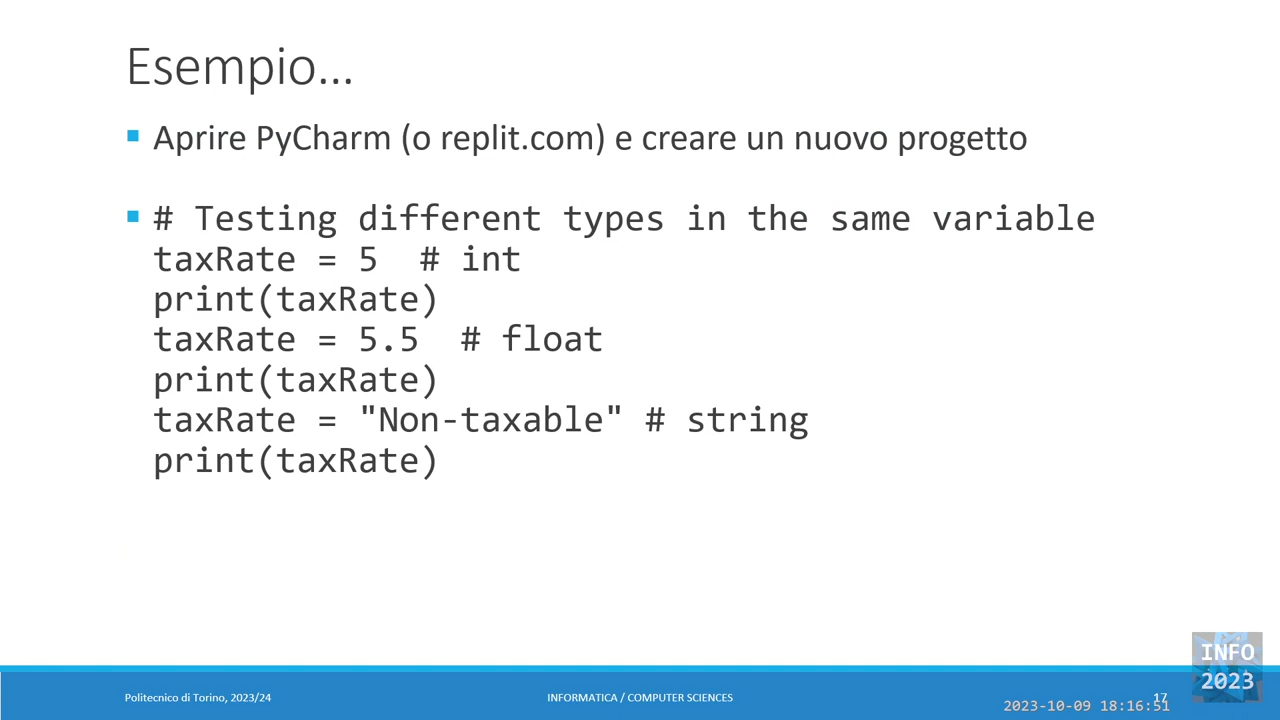 Esempio…
▪ Aprire PyCharm (o replit.com) e creare un nuovo progetto
▪ # Testing different types in the same variable
taxRate = 5  # int
print(taxRate)
taxRate = 5.5  # float
print(taxRate)
taxRate = "Non-taxable" # string
print(taxRate)
INFO
2023
Politecnico di Torino, 2023/24
INFORMATICA / COMPUTER SCIENCES
17
2023-10-09 18:16:51